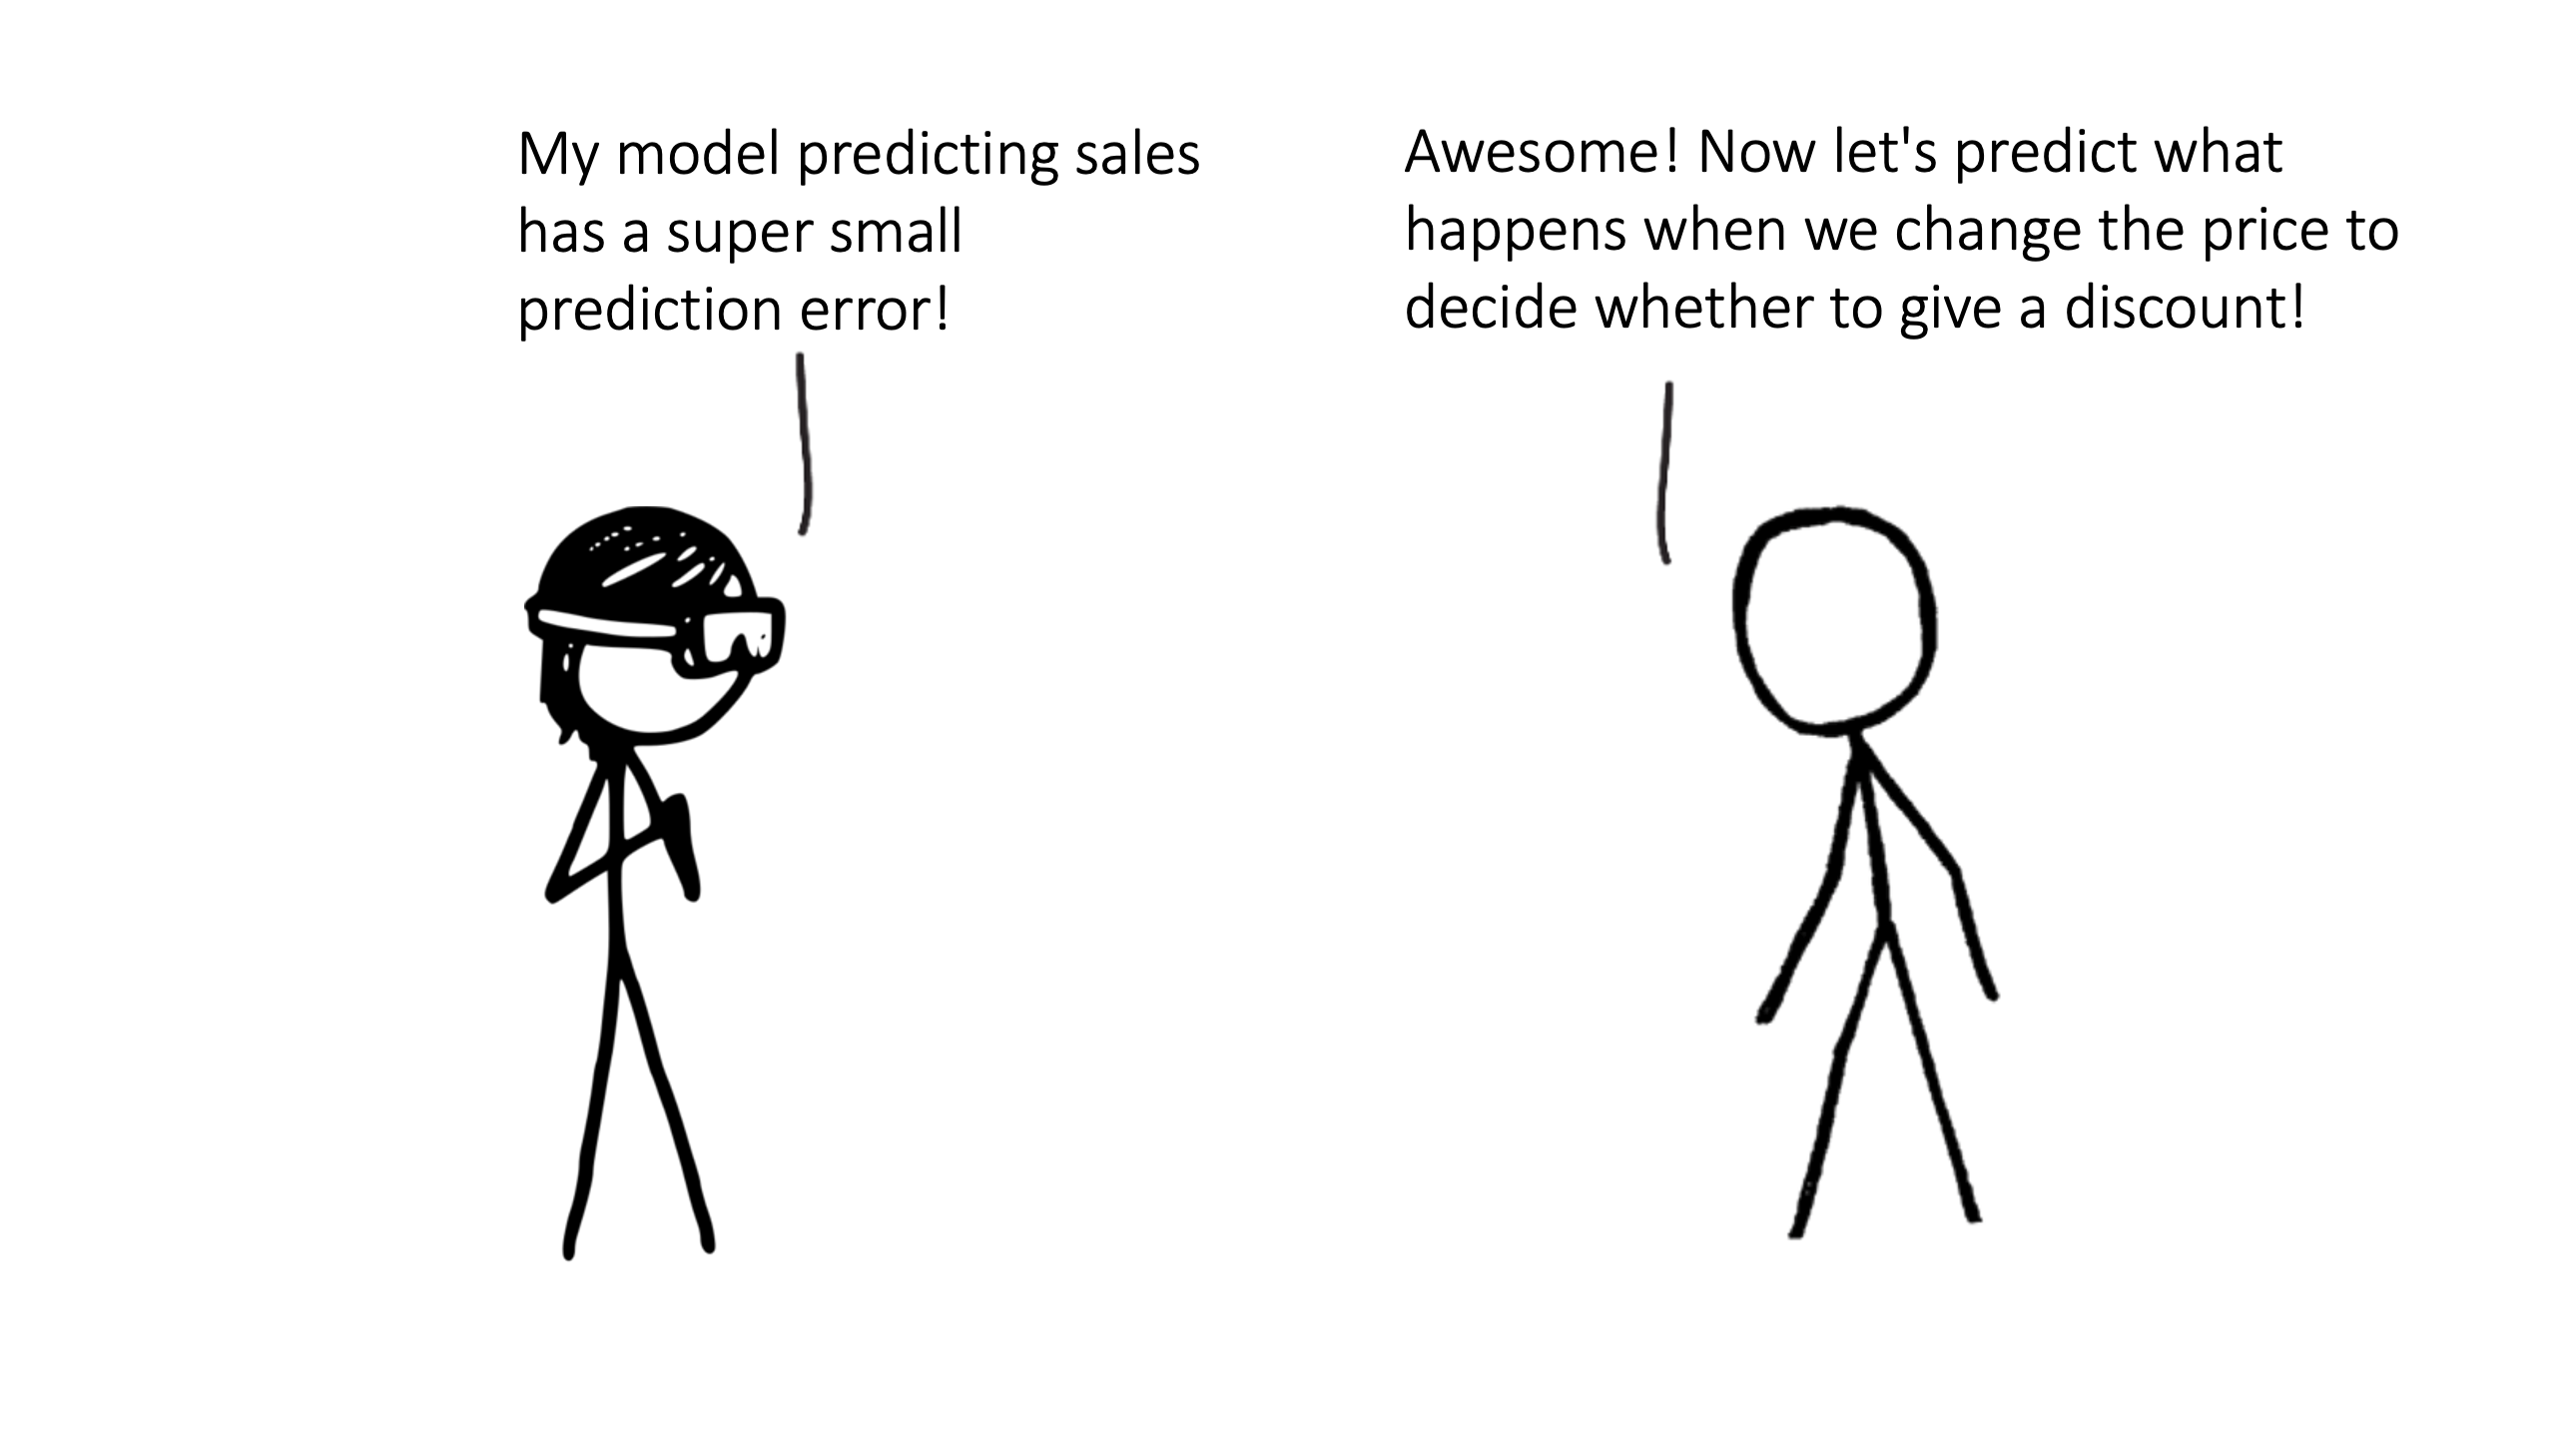 My model predicting sales
has a super small
prediction error!
Awesome! Now let's predict what
happens when we change the price to
decide whether to give a discount!